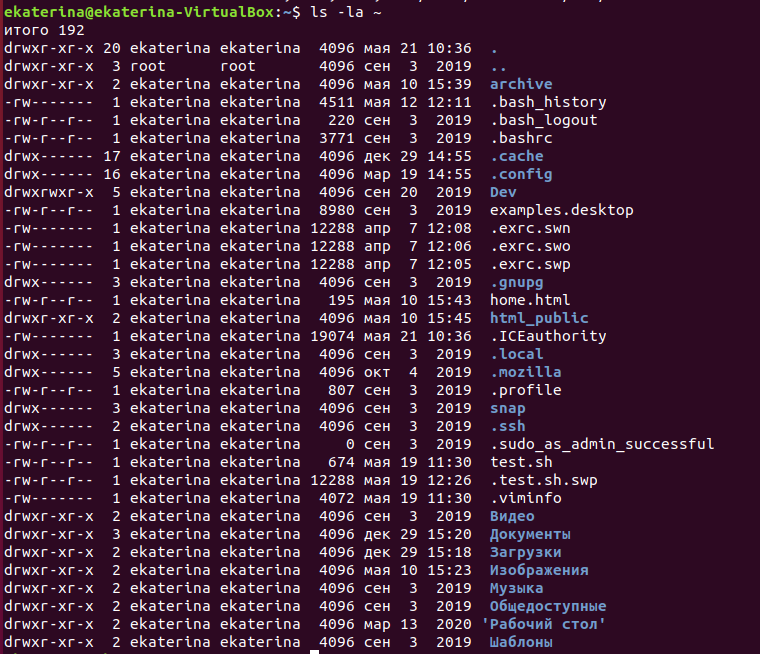 ekaterina@ekaterina-VirtualBox:~$ ls -la ~
итого 192
drwxr-xr-x 20 ekaterina ekaterina  4096 мая 21 10:36  .
drwxr-xr-x  3 root      root       4096 сен  3  2019  ..
drwxr-xr-x  2 ekaterina ekaterina  4096 мая 10 15:39  archive
-rw-------  1 ekaterina ekaterina  4511 мая 12 12:11  .bash_history
-rw-r--r--  1 ekaterina ekaterina   220 сен  3  2019  .bash_logout
-rw-r--r--  1 ekaterina ekaterina  3771 сен  3  2019  .bashrc
drwx------ 17 ekaterina ekaterina  4096 дек 29 14:55  .cache
drwx------ 16 ekaterina ekaterina  4096 мар 19 14:55  .config
drwxrwxr-x  5 ekaterina ekaterina  4096 сен 20  2019  Dev
-rw-r--r--  1 ekaterina ekaterina  8980 сен  3  2019  examples.desktop
-rw-------  1 ekaterina ekaterina 12288 апр  7 12:08  .exrc.swn
-rw-------  1 ekaterina ekaterina 12288 апр  7 12:06  .exrc.swo
-rw-------  1 ekaterina ekaterina 12288 апр  7 12:05  .exrc.swp
drwx------  3 ekaterina ekaterina  4096 сен  3  2019  .gnupg
-rw-r--r--  1 ekaterina ekaterina   195 мая 10 15:43  home.html
drwxr-xr-x  2 ekaterina ekaterina  4096 мая 10 15:45  html_public
-rw-------  1 ekaterina ekaterina 19074 мая 21 10:36  .ICEauthority
drwx------  3 ekaterina ekaterina  4096 сен  3  2019  .local
drwx------  5 ekaterina ekaterina  4096 окт  4  2019  .mozilla
-rw-r--r--  1 ekaterina ekaterina   807 сен  3  2019  .profile
drwx------  3 ekaterina ekaterina  4096 сен  3  2019  snap
drwx------  2 ekaterina ekaterina  4096 сен  3  2019  .ssh
-rw-r--r--  1 ekaterina ekaterina     0 сен  3  2019  .sudo_as_admin_successful
-rw-r--r--  1 ekaterina ekaterina   674 мая 19 11:30  test.sh
-rw-r--r--  1 ekaterina ekaterina 12288 мая 19 12:26  .test.sh.swp
-rw-------  1 ekaterina ekaterina  4072 мая 19 11:30  .viminfo
drwxr-xr-x  2 ekaterina ekaterina  4096 сен  3  2019  Видео
drwxr-xr-x  3 ekaterina ekaterina  4096 дек 29 15:20  Документы
drwxr-xr-x  2 ekaterina ekaterina  4096 дек 29 15:18  Загрузки
drwxr-xr-x  2 ekaterina ekaterina  4096 мая 10 15:23  Изображения
drwxr-xr-x  2 ekaterina ekaterina  4096 сен  3  2019  Музыка
drwxr-xr-x  2 ekaterina ekaterina  4096 сен  3  2019  Общедоступные
drwxr-xr-x  2 ekaterina ekaterina  4096 мар 13  2020 'Рабочий стол'
drwxr-xr-x  2 ekaterina ekaterina  4096 сен  3  2019  Шаблоны